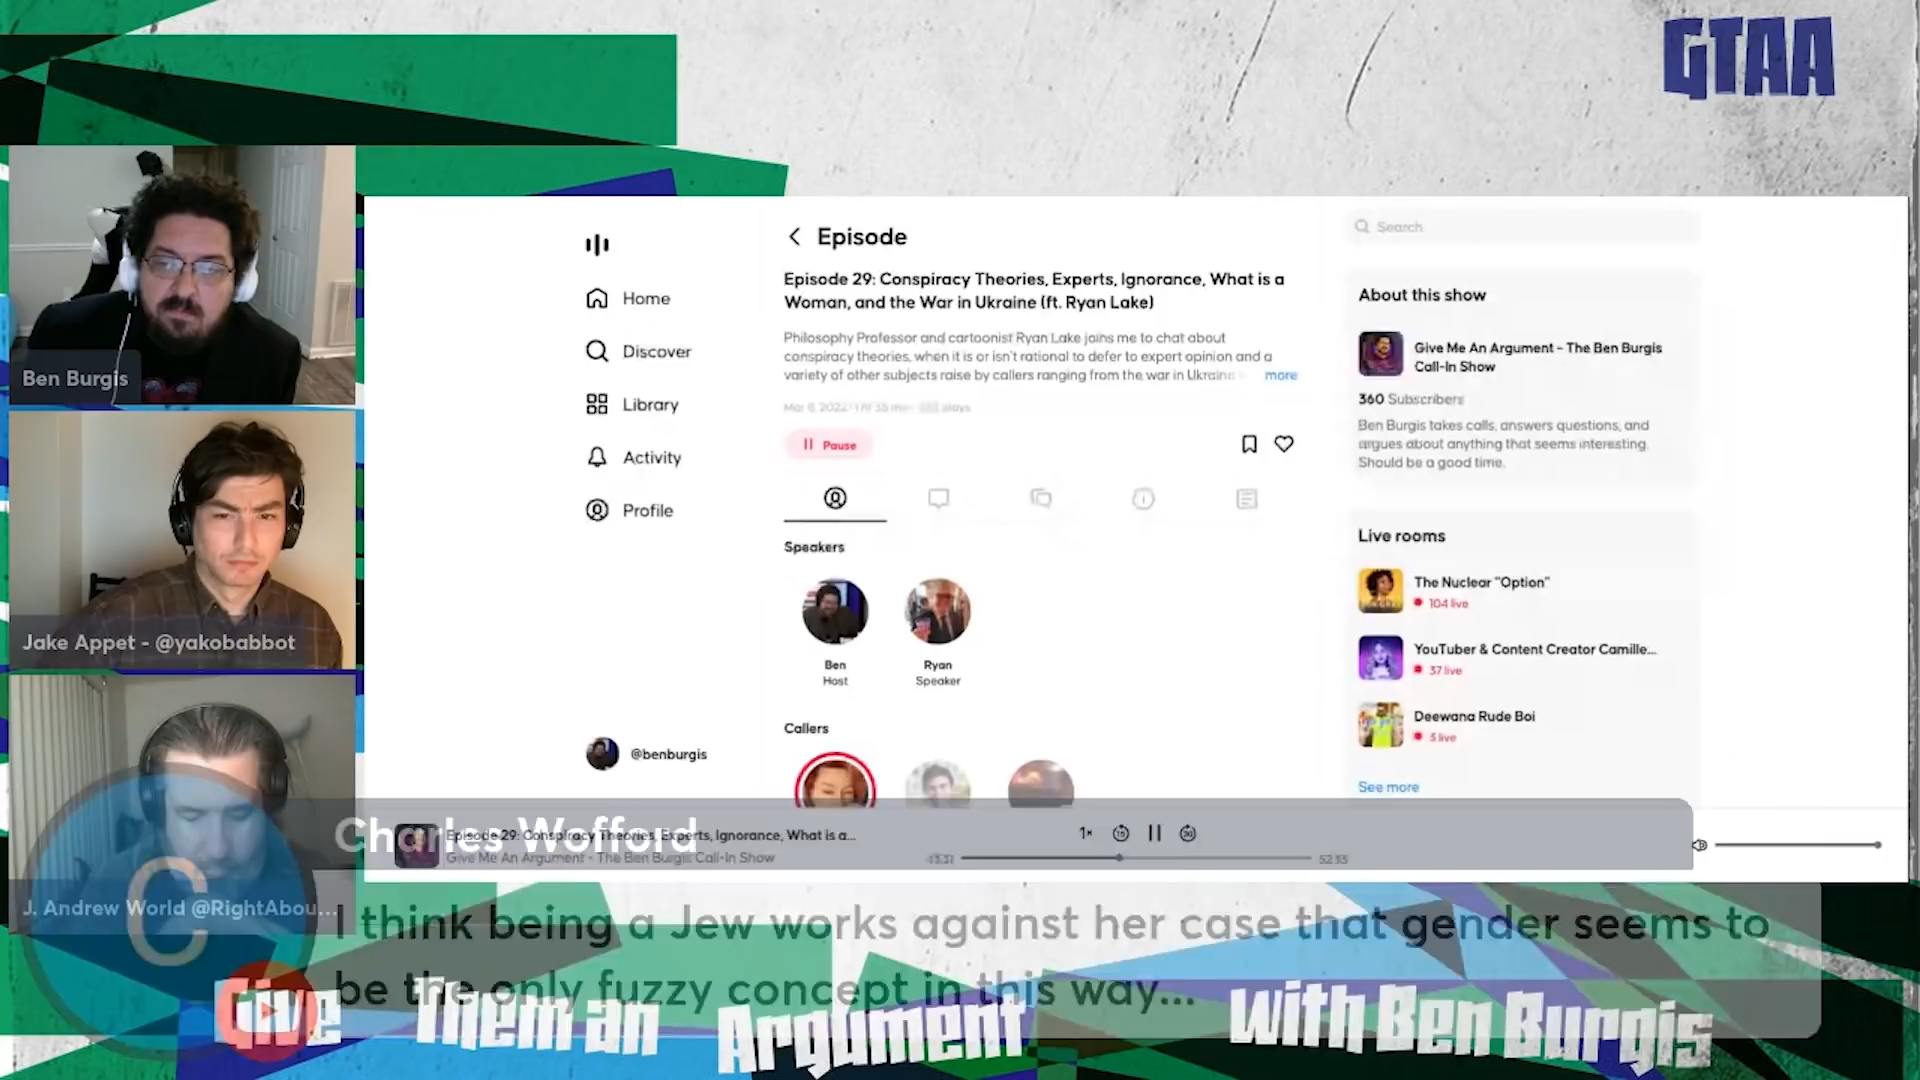 GTAA
Ben Burgis
Jake Appet - @yakobabbot
J. Andrew World @RightAbou...
Home
Discover
Library
Activity
Profile
@benburgis
Episode
Episode 29: Conspiracy Theories, Experts, Ignorance, What is a
Woman, and the War in Ukraine (ft. Ryan Lake)
Philosophy Professor and cartoonist Ryan Lake joins me to chat about
conspiracy theories, when it is or isn't rational to defer to expert opinion and a
variety of other subjects raise by callers ranging from the war in Ukraine
more
Pause
Speakers
Ben
Host
Ryan
Speaker
Callers
Search
About this show
Give Me An Argument - The Ben Burgis
Call-In Show
360 Subscribers
Ben Burgis takes calls, answers questions, and
argues about anything that seems interesting.
Should be a good time.
Live rooms
The Nuclear "Option"
104 live
YouTuber & Content Creator Camille...
37 live
Deewana Rude Boi
3 live
See more
Charles Wofford
Episode 29: Conspiracy Theories, Experts, Ignorance, What is a...
Give Me An Argument - The Ben Burgis Call-In Show
1×
C
I think being a Jew works against her case that gender seems to
be the only fuzzy concept in this way...
Give Them an Argument with Ben Burgis